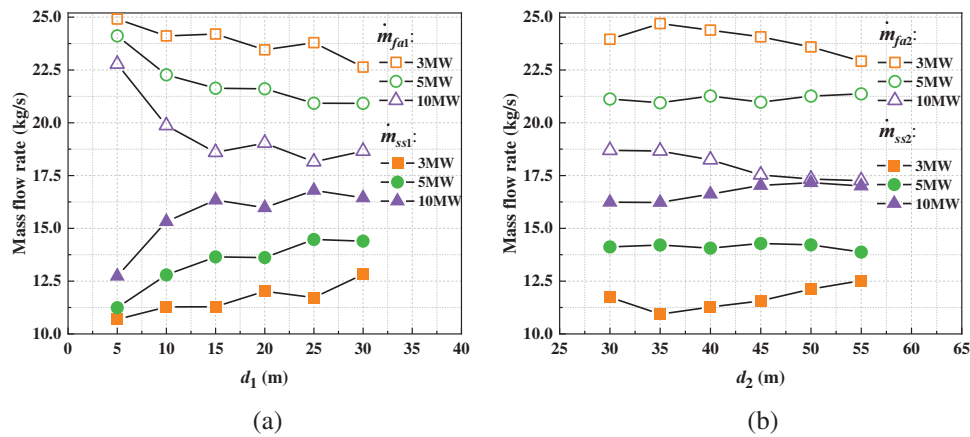 25.0
22.5
20.0
17.5
15.0
12.5
10.0
Mass flow rate (kg/s)
ṁfa1:
3MW
5MW
10MW
ṁss1:
3MW
5MW
10MW
0 5 10 15 20 25 30 35 40
d1 (m)
(a)
25.0
22.5
20.0
17.5
15.0
12.5
10.0
Mass flow rate (kg/s)
ṁfa2:
3MW
5MW
10MW
ṁss2:
3MW
5MW
10MW
25 30 35 40 45 50 55 60 65
d2 (m)
(b)